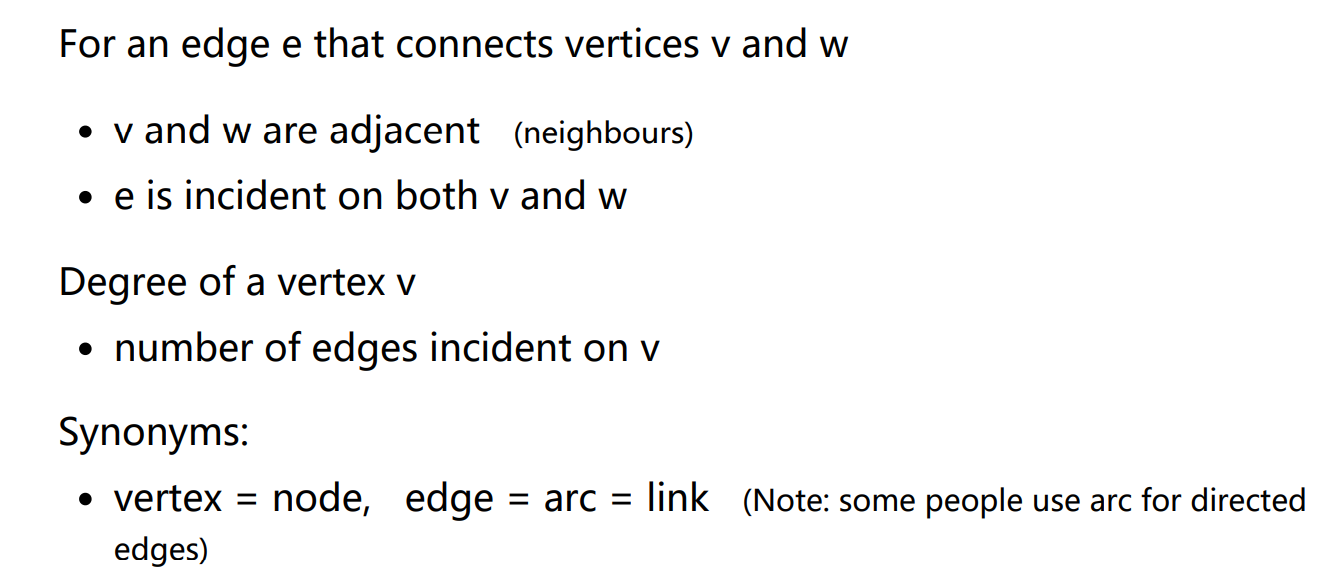 For an edge e that connects vertices v and w
• v and w are adjacent (neighbours)
• e is incident on both v and w
Degree of a vertex v
• number of edges incident on v
Synonyms:
• vertex = node, edge = arc = link (Note: some people use arc for directed
edges)